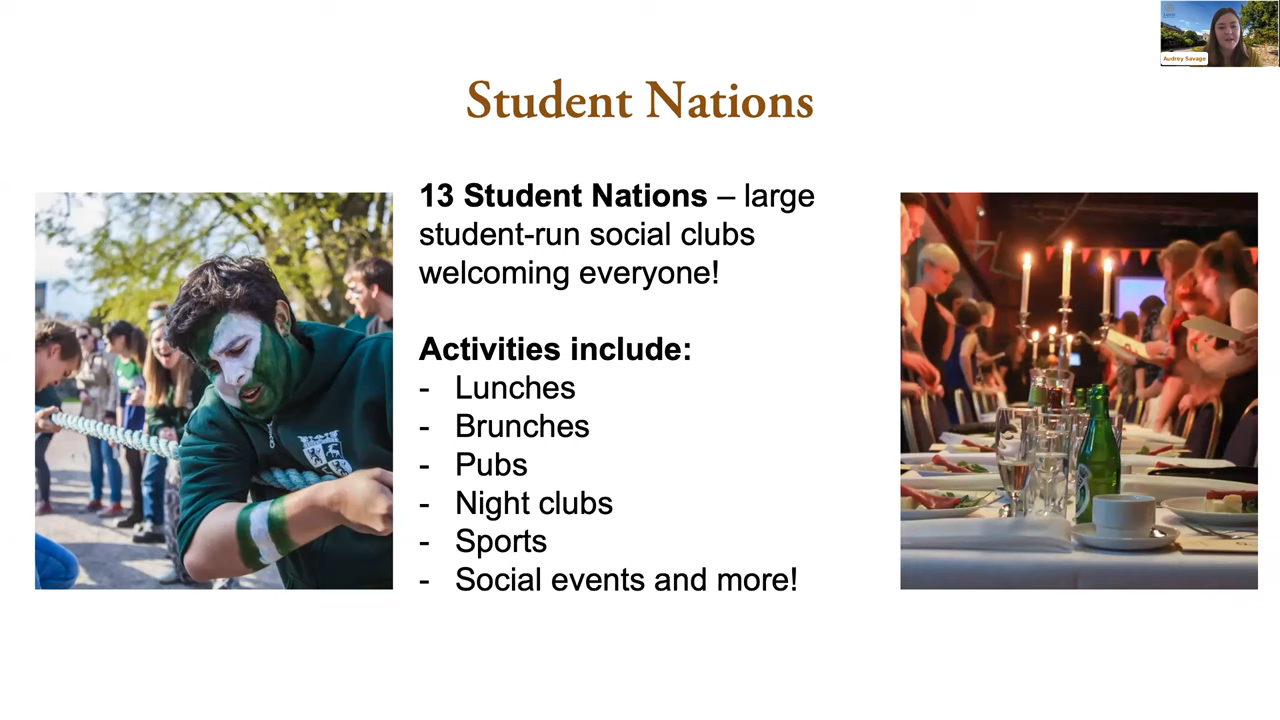 Audrey Savage
Student Nations
13 Student Nations – large
student-run social clubs
welcoming everyone!
Activities include:
- Lunches
- Brunches
- Pubs
- Night clubs
- Sports
- Social events and more!